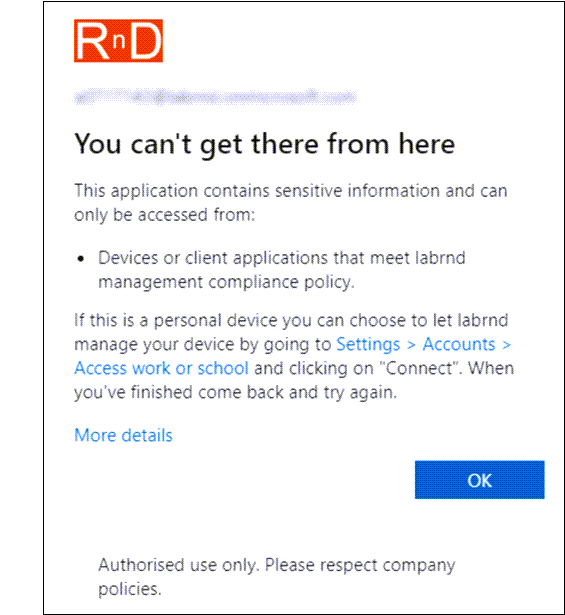 RnD
You can't get there from here
This application contains sensitive information and can
only be accessed from:
• Devices or client applications that meet labrnd
management compliance policy.
If this is a personal device you can choose to let labrnd
manage your device by going to Settings > Accounts >
Access work or school and clicking on "Connect". When
you've finished come back and try again.
More details
OK
Authorised use only. Please respect company
policies.